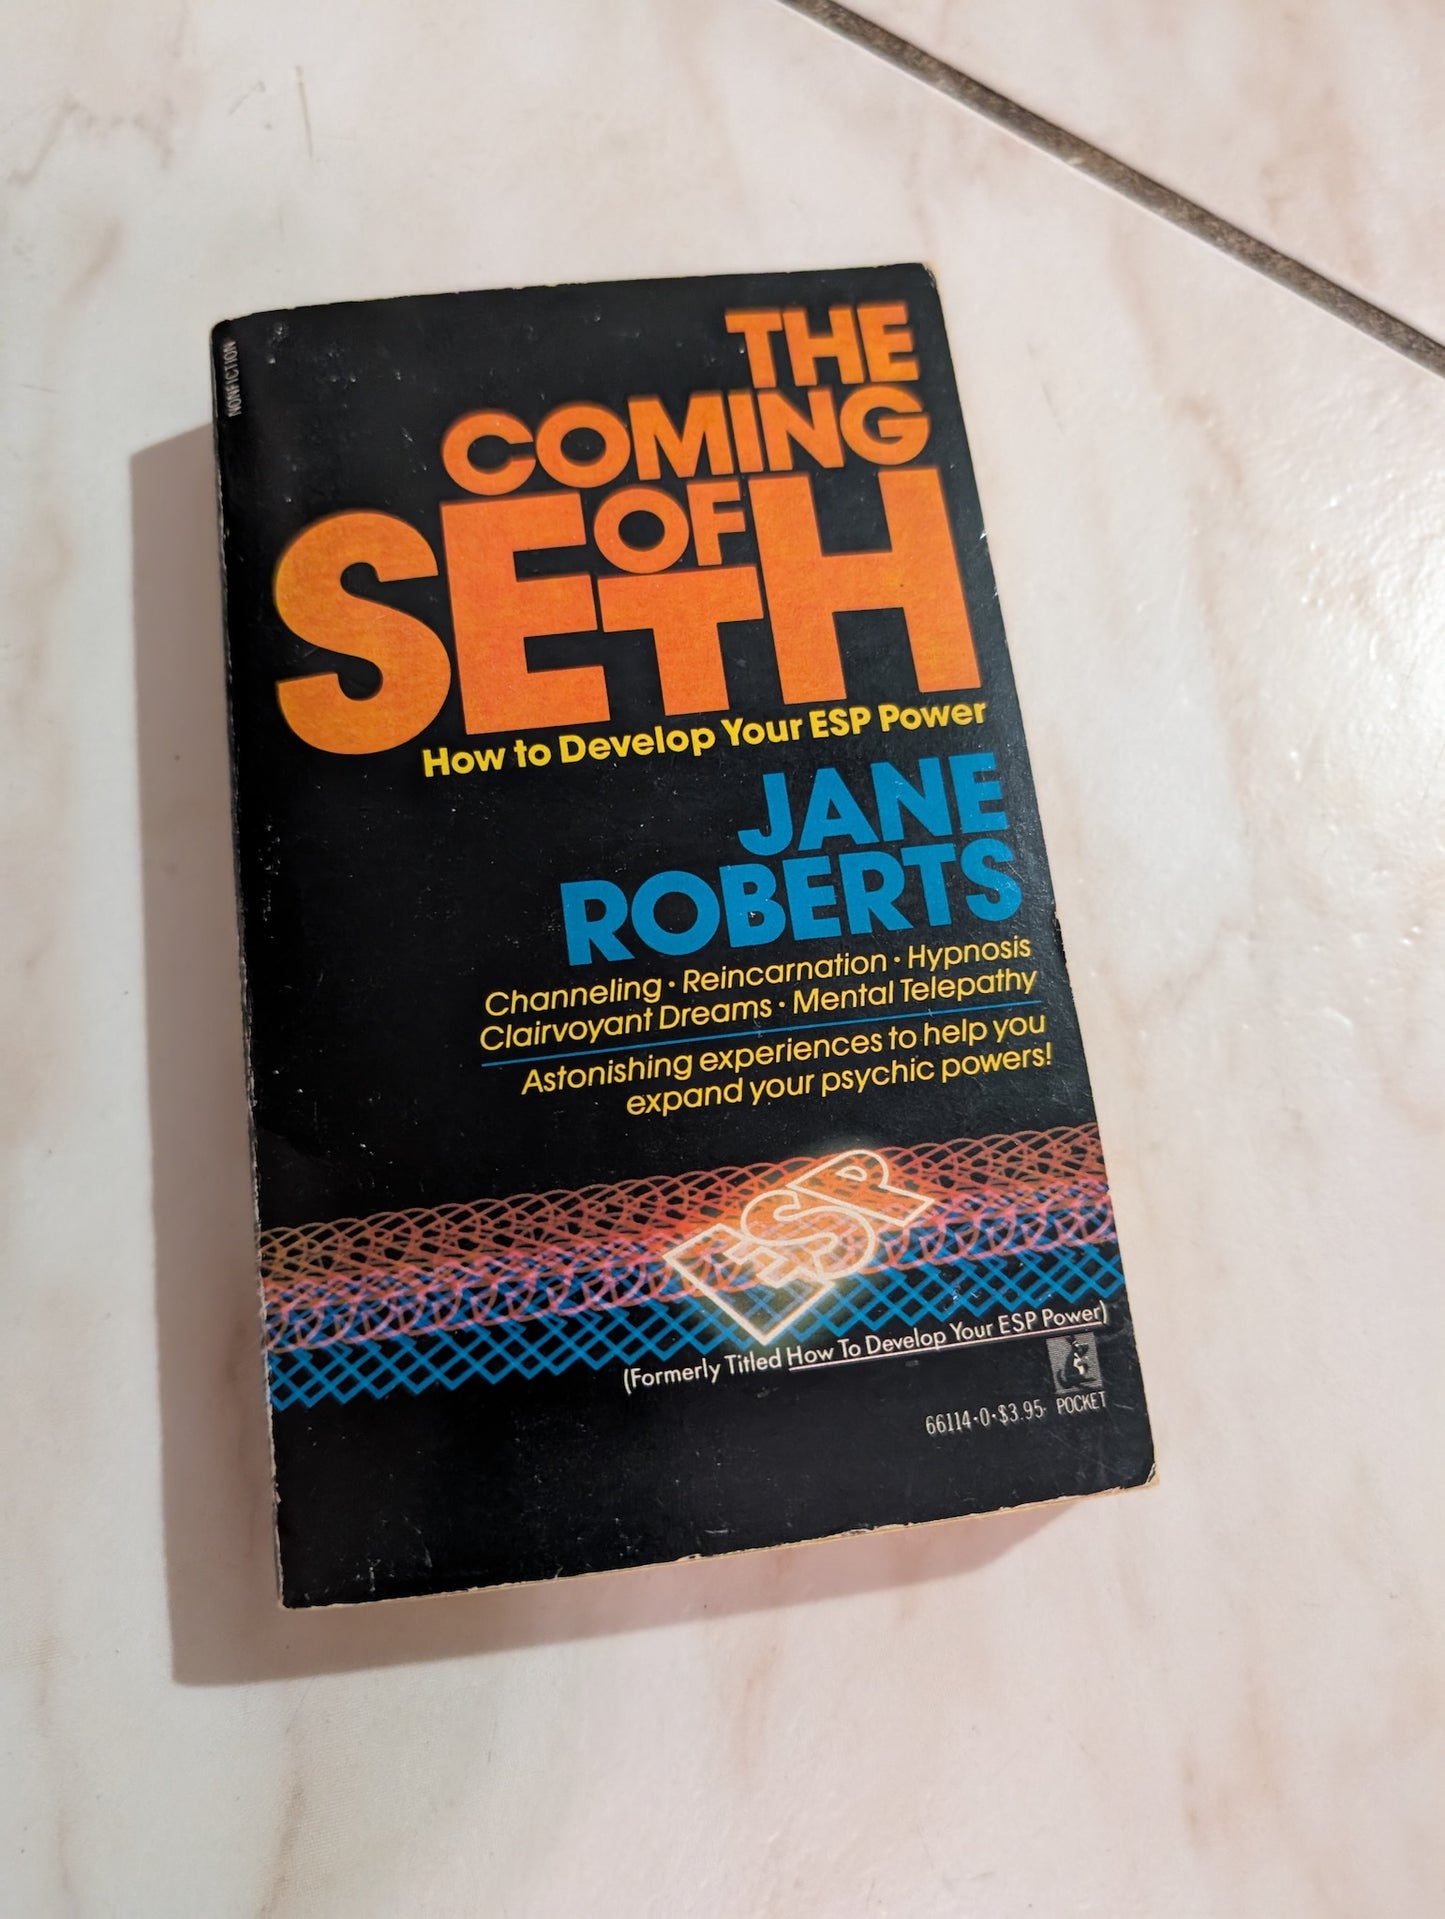 NONFICTION
THE
COMING
OF
SETH
How to Develop Your ESP Power
JANE
ROBERTS
Channeling · Reincarnation · Hypnosis
Clairvoyant Dreams · Mental Telepathy
Astonishing experiences to help you
expand your psychic powers!
ESP
(Formerly Titled How To Develop Your ESP Power)
66114·0·$3.95· POCKET